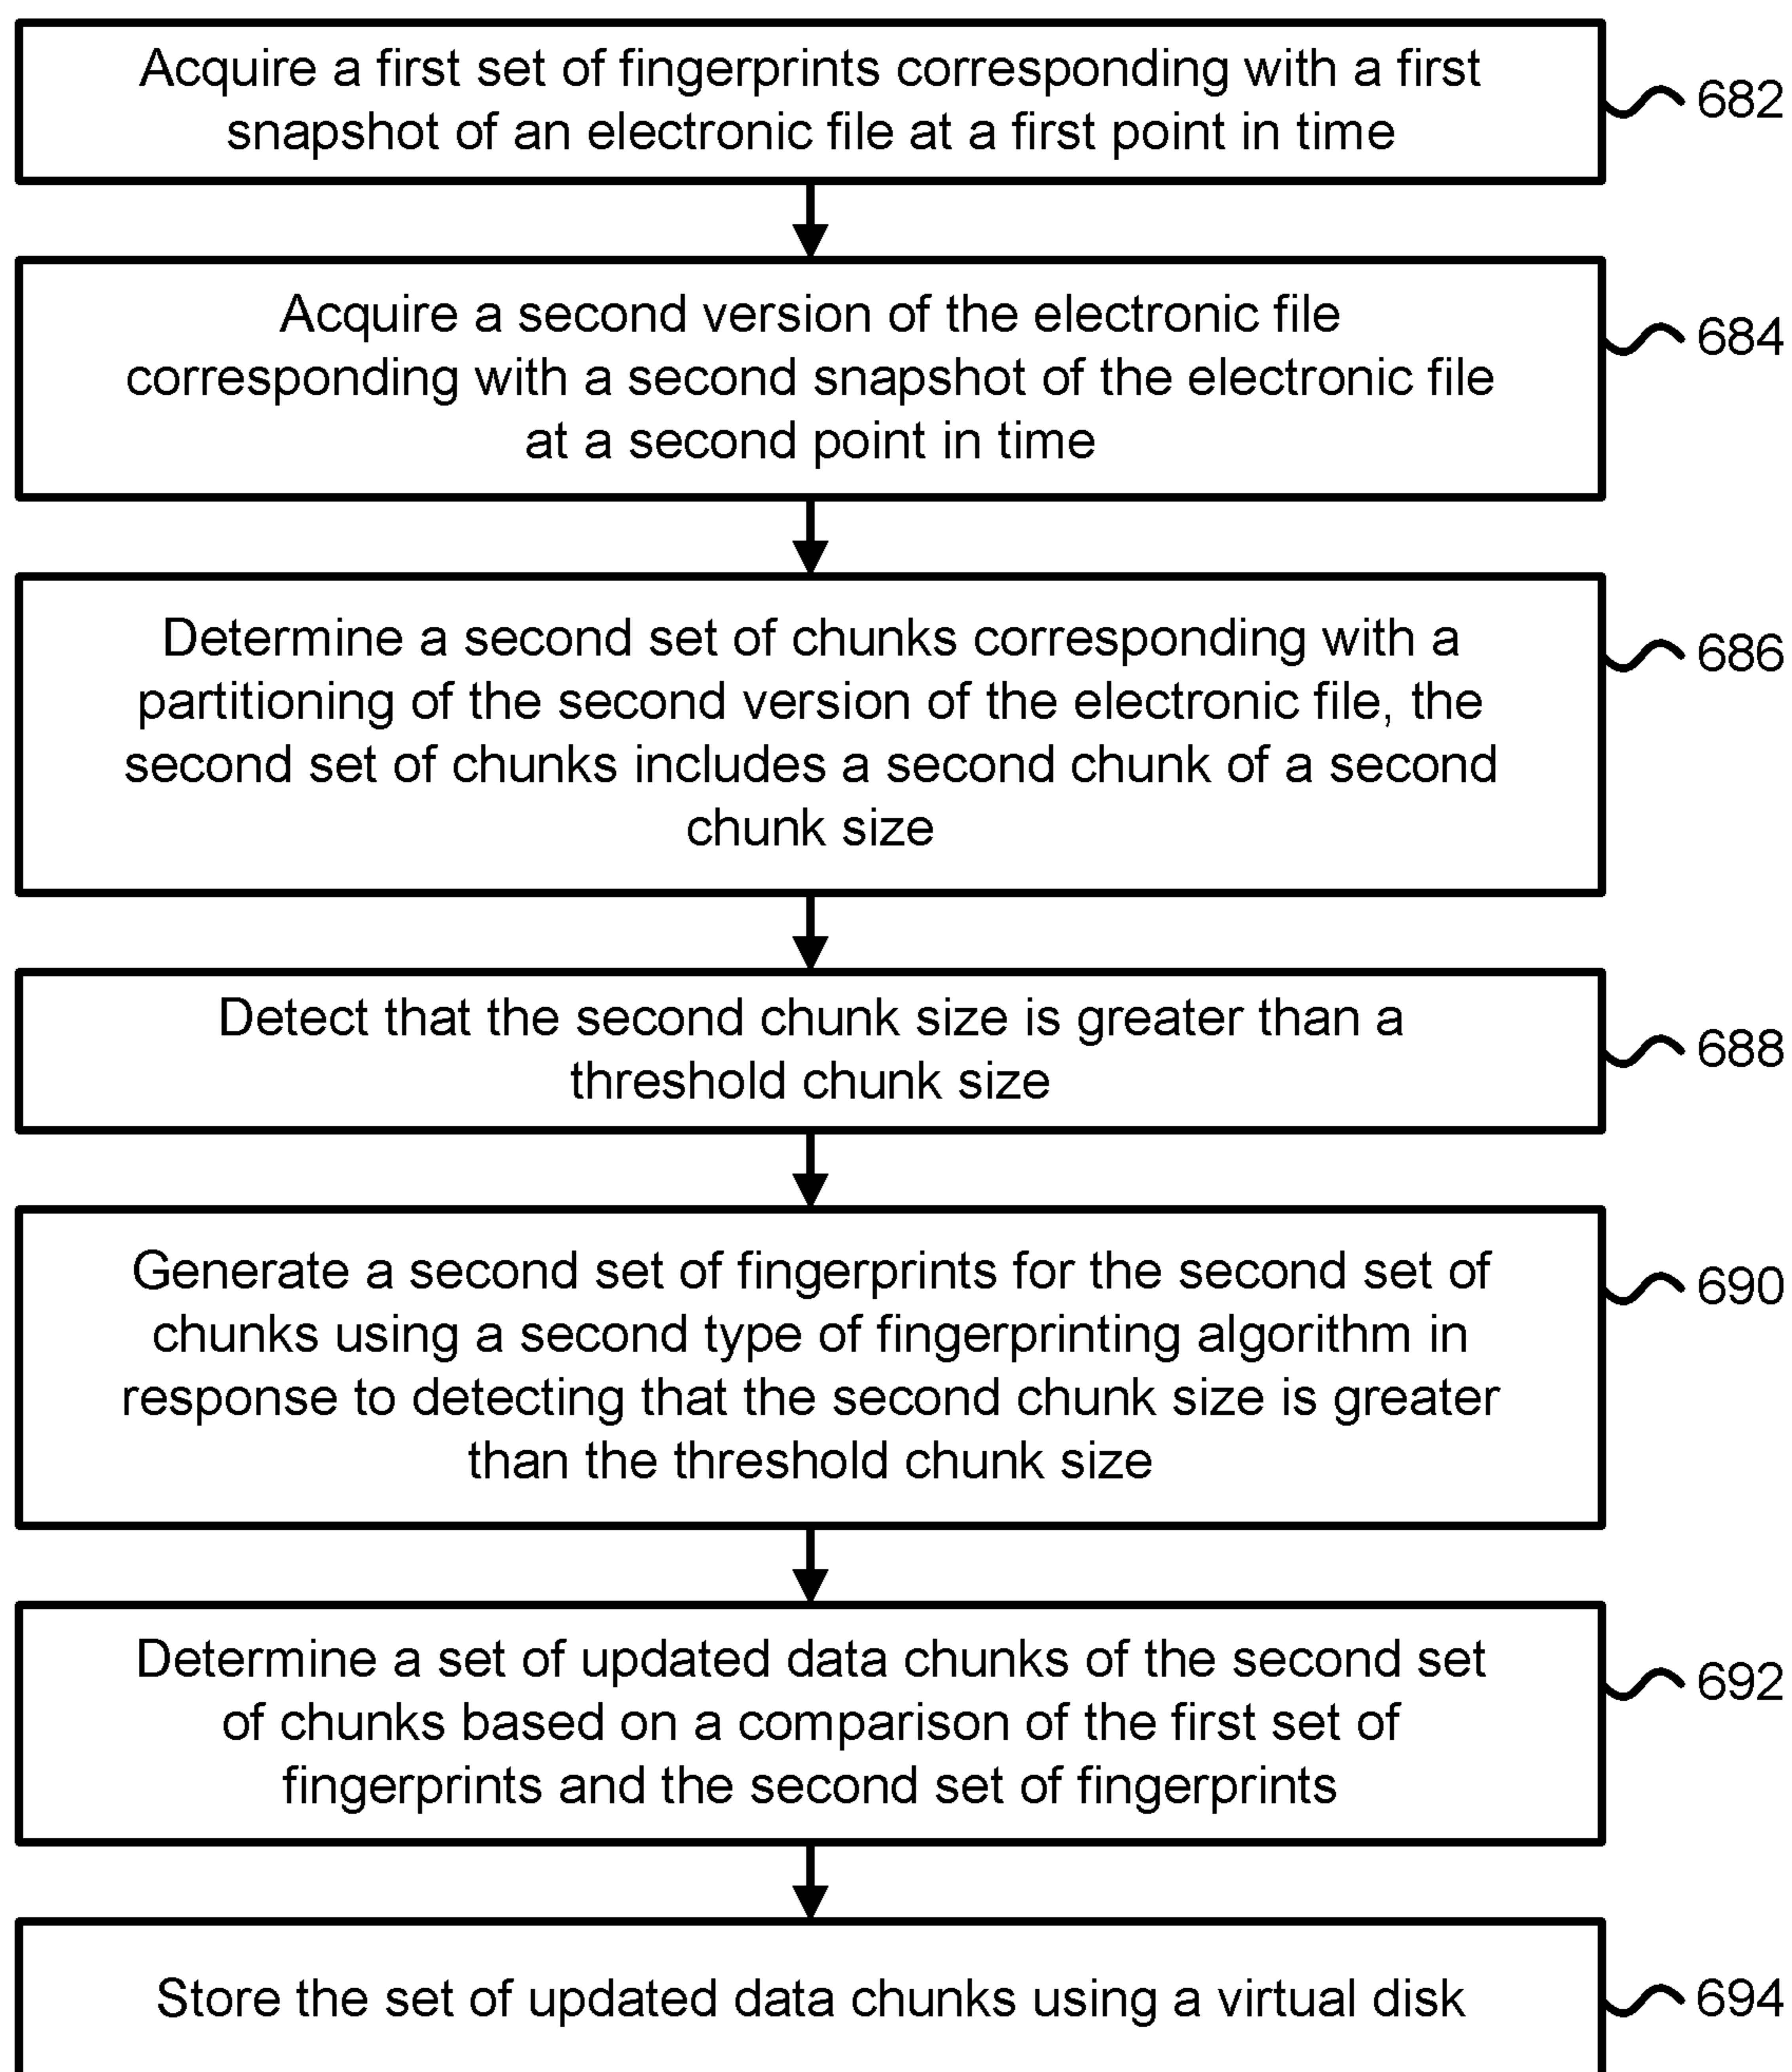 Acquire a first set of fingerprints corresponding with a first
snapshot of an electronic file at a first point in time
682
Acquire a second version of the electronic file
corresponding with a second snapshot of the electronic file
at a second point in time
684
Determine a second set of chunks corresponding with a
partitioning of the second version of the electronic file, the
second set of chunks includes a second chunk of a second
chunk size
686
Detect that the second chunk size is greater than a
threshold chunk size
688
Generate a second set of fingerprints for the second set of
chunks using a second type of fingerprinting algorithm in
response to detecting that the second chunk size is greater
than the threshold chunk size
690
Determine a set of updated data chunks of the second set
of chunks based on a comparison of the first set of
fingerprints and the second set of fingerprints
692
Store the set of updated data chunks using a virtual disk
694